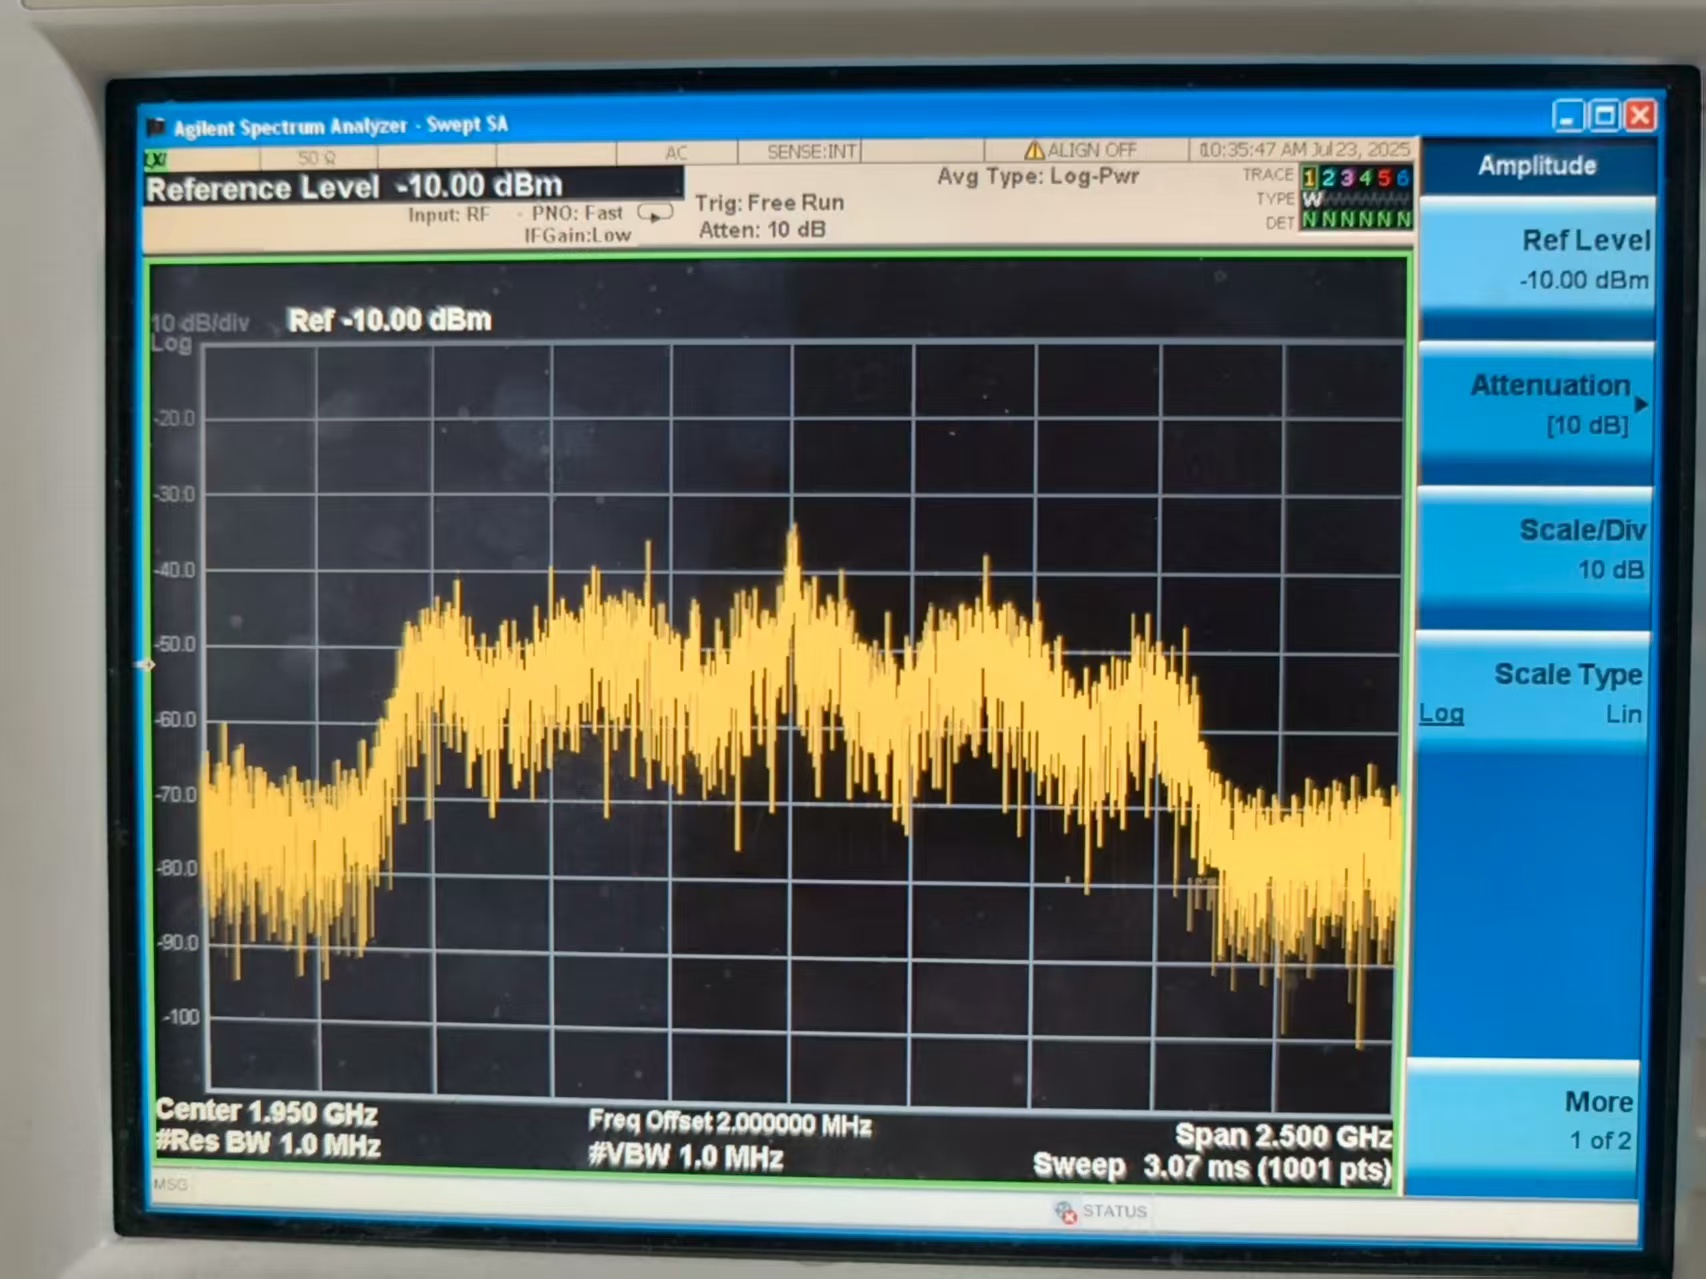 Agilent Spectrum Analyzer - Swept SA
50 Ω AC SENSE:INT ALIGN OFF 10:35:47 AM Jul 23, 2025
Reference Level -10.00 dBm
Input: RF PNO: Fast
IFGain:Low
Trig: Free Run
Atten: 10 dB
Avg Type: Log-Pwr
TRACE 1 2 3 4 5 6
TYPE W
DET N N N N N N
10 dB/div Ref -10.00 dBm
Log
-20.0
-30.0
-40.0
-50.0
-60.0
-70.0
-80.0
-90.0
-100
Center 1.950 GHz Freq Offset 2.000000 MHz Span 2.500 GHz
#Res BW 1.0 MHz #VBW 1.0 MHz Sweep 3.07 ms (1001 pts)
MSG STATUS
Amplitude
Ref Level
-10.00 dBm
Attenuation
[10 dB]
Scale/Div
10 dB
Scale Type
Log Lin
More
1 of 2